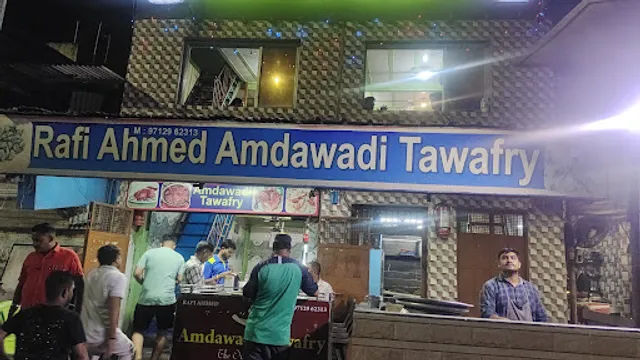 M : 97129 62313
Rafi Ahmed Amdawadi Tawafry
Amdawadi
Tawafry
RAFI AHMED
97129 62313
Amdawadi Tawafry